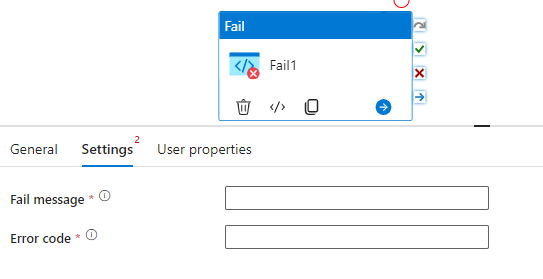 Fail
Fail1
General Settings 2 User properties
Fail message *
Error code *